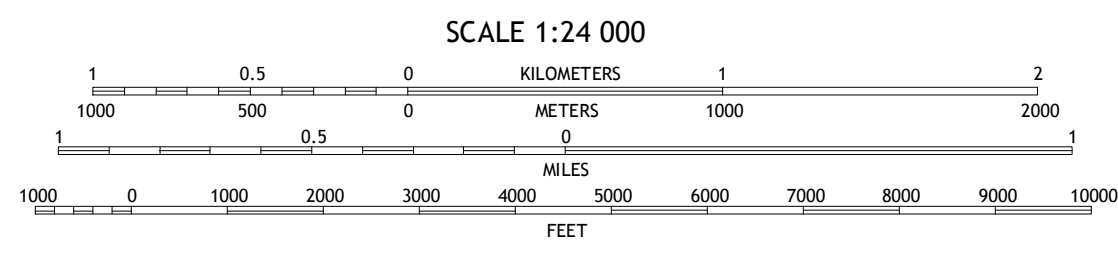 SCALE 1:24 000
1 0.5 0 KILOMETERS 1 2
1000 500 0 METERS 1000 2000
1 0.5 0 1
MILES
1000 0 1000 2000 3000 4000 5000 6000 7000 8000 9000 10000
FEET